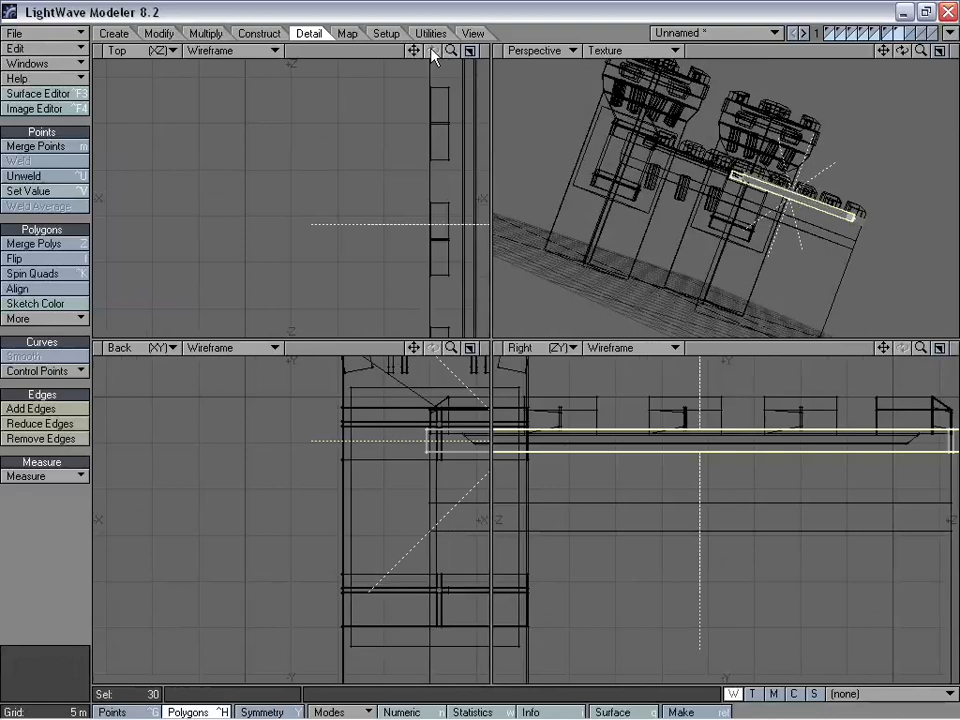 LightWave Modeler 8.2
File Create Modify Multiply Construct Detail Map Setup Utilities View Unnamed * 1
Edit Top (XZ) Wireframe Perspective Texture
Windows
Help
Surface Editor ^F3
Image Editor ^F4
Points
Merge Points m
Weld
Unweld ^U
Set Value ^V
Weld Average
Polygons
Merge Polys Z
Flip f
Spin Quads ^K
Align
Sketch Color
More
Curves
Smooth
Control Points
Back (XY) Wireframe Right (ZY) Wireframe
Edges
Add Edges
Reduce Edges
Remove Edges
Measure
Measure
Sel: 30 W T M C S (none)
Grid: 5 m Points ^G Polygons ^H Symmetry Y Modes Numeric n Statistics w Info i Surface q Make ret